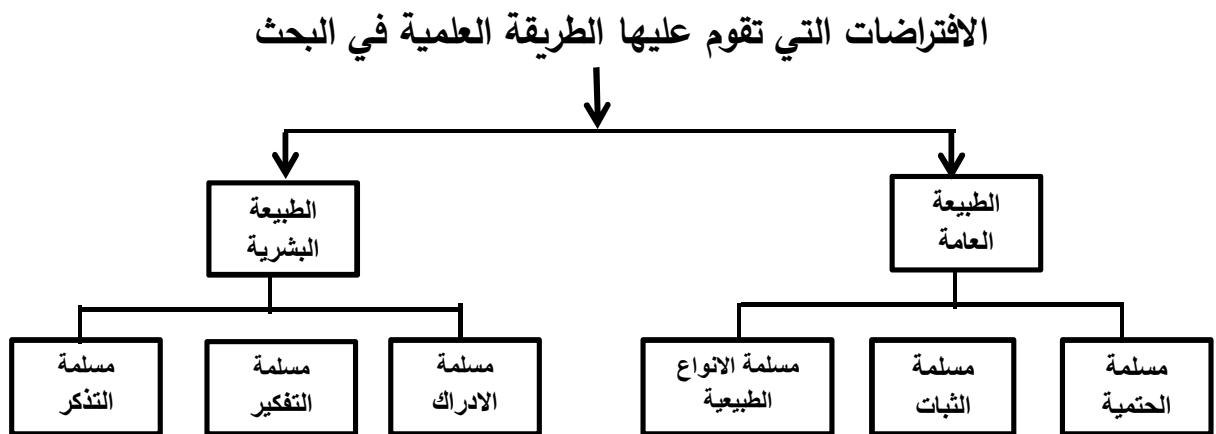 الافتراضات التي تقوم عليها الطريقة العلمية في البحث
الطبيعة
العامة
الطبيعة
البشرية
مسلمة
الحتمية
مسلمة
الثبات
مسلمة الانواع
الطبيعية
مسلمة
الادراك
مسلمة
التفكير
مسلمة
التذكر